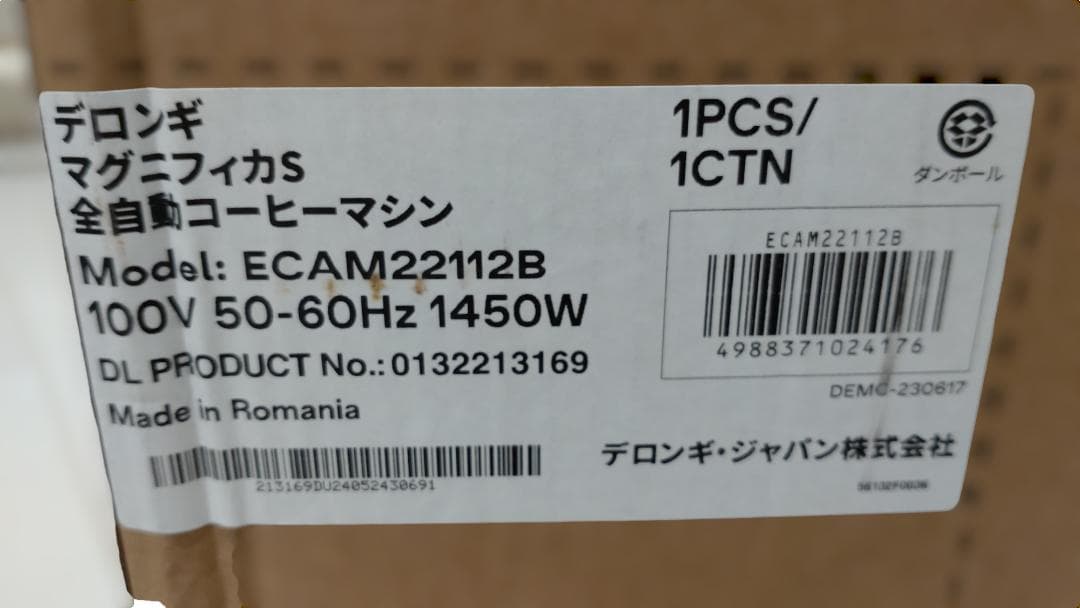 デロンギ
マグニフィカS
全自動コーヒーマシン
Model: ECAM22112B
100V 50-60Hz 1450W
DL PRODUCT No.:0132213169
Made in Romania
213169DU24052430691
1PCS/
1CTN
ダンボール
ECAM22112B
4988371024176
DEMC-230617
デロンギ・ジャパン株式会社